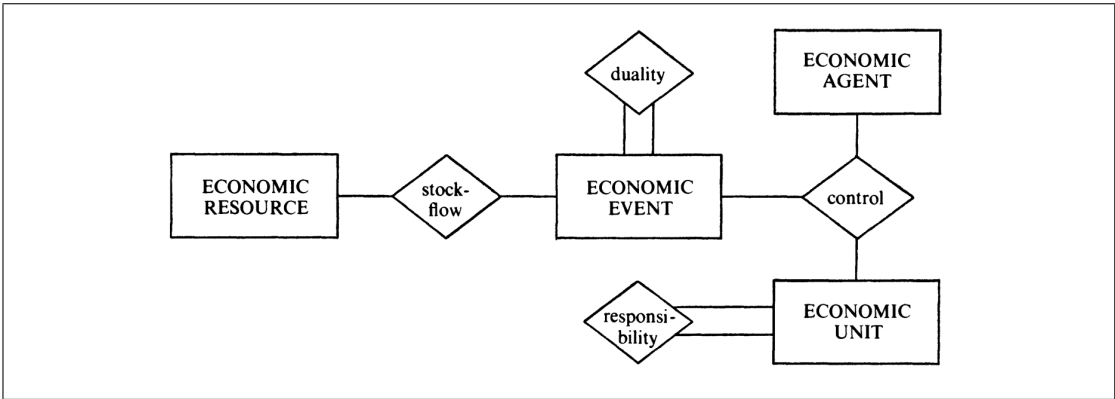 duality
ECONOMIC
AGENT
ECONOMIC
RESOURCE
stock-
flow
ECONOMIC
EVENT
control
responsi-
bility
ECONOMIC
UNIT